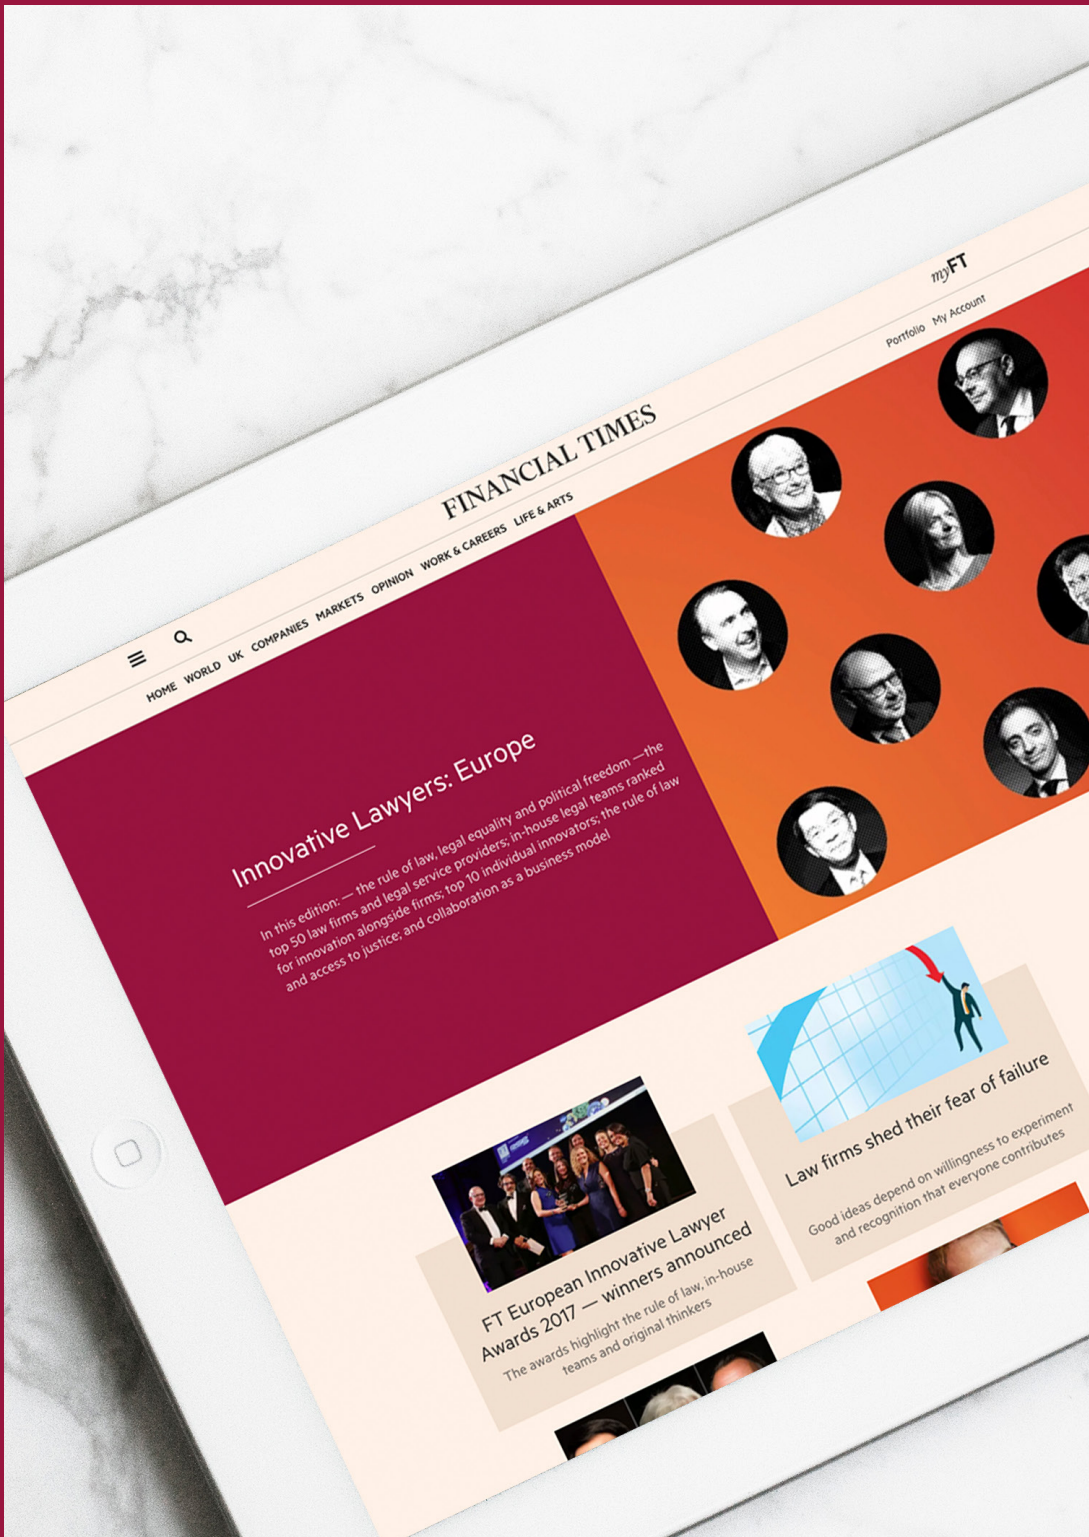 myFT
FINANCIAL TIMES
Portfolio My Account
HOME WORLD UK COMPANIES MARKETS OPINION WORK & CAREERS LIFE & ARTS
Innovative Lawyers: Europe
In this edition: — the rule of law, legal equality and political freedom —the
top 50 law firms and legal service providers; in-house legal teams ranked
for innovation alongside firms; top 10 individual innovators; the rule of law
and access to justice; and collaboration as a business model
FT European Innovative Lawyer
Awards 2017 — winners announced
The awards highlight the rule of law, in-house
teams and original thinkers
Law firms shed their fear of failure
Good ideas depend on willingness to experiment
and recognition that everyone contributes